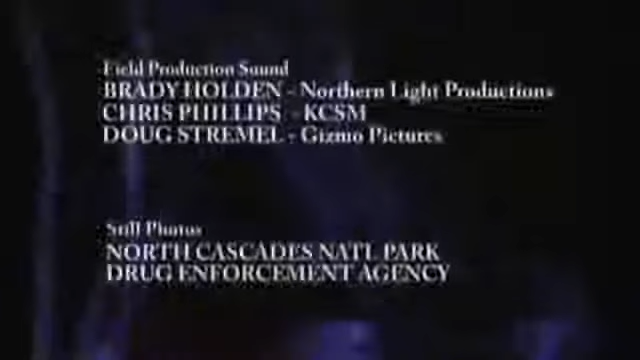 Field Production Sound
BRADY HOLDEN - Northern Light Productions
CHRIS PHILLIPS - KCSM
DOUG STREMEL - Gizmo Pictures
Still Photos
NORTH CASCADES NATL PARK
DRUG ENFORCEMENT AGENCY